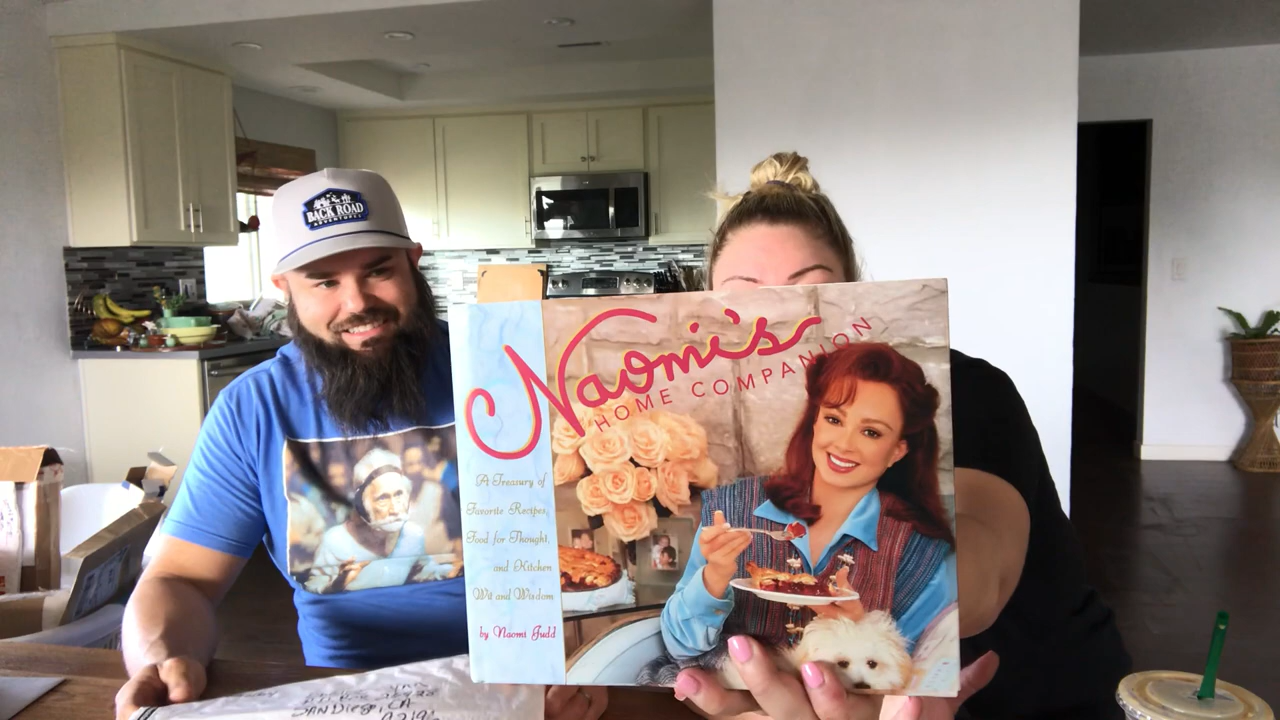 BACK ROAD
ADVENTURES
Naomi's
HOME COMPANION
A Treasury of
Favorite Recipes,
Food for Thought,
and Kitchen
Wit and Wisdom
by Naomi Judd
SAN DIEGO, CA